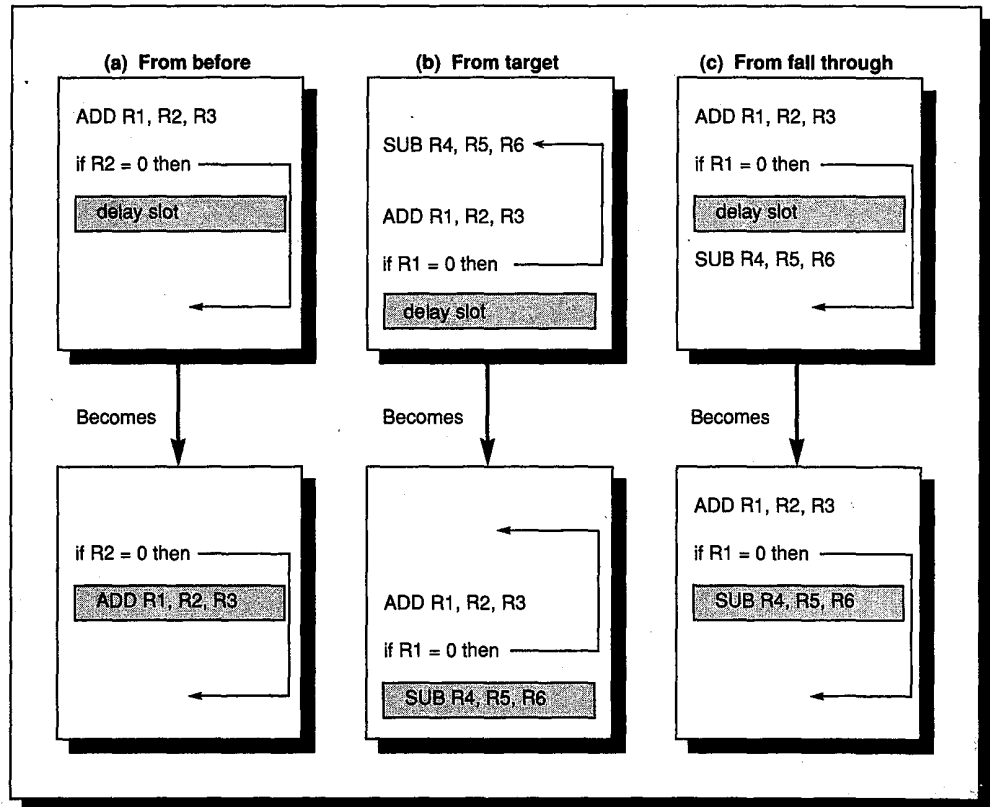 (a) From before
ADD R1, R2, R3
if R2 = 0 then
delay slot
Becomes
if R2 = 0 then
ADD R1, R2, R3
(b) From target
SUB R4, R5, R6
ADD R1, R2, R3
if R1 = 0 then
delay slot
Becomes
ADD R1, R2, R3
if R1 = 0 then
SUB R4, R5, R6
(c) From fall through
ADD R1, R2, R3
if R1 = 0 then
delay slot
SUB R4, R5, R6
Becomes
ADD R1, R2, R3
if R1 = 0 then
SUB R4, R5, R6